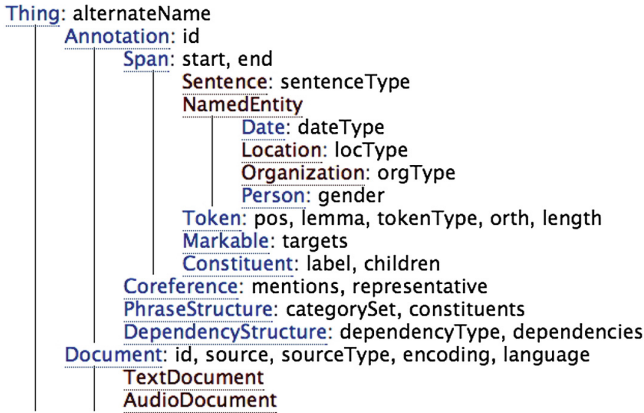 Thing: alternateName
Annotation: id
Span: start, end
Sentence: sentenceType
NamedEntity
Date: dateType
Location: locType
Organization: orgType
Person: gender
Token: pos, lemma, tokenType, orth, length
Markable: targets
Constituent: label, children
Coreference: mentions, representative
PhraseStructure: categorySet, constituents
DependencyStructure: dependencyType, dependencies
Document: id, source, sourceType, encoding, language
TextDocument
AudioDocument